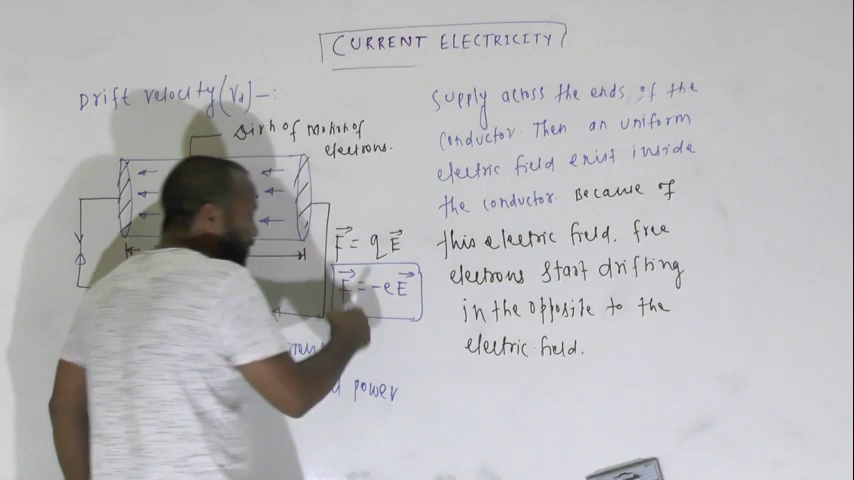 CURRENT ELECTRICITY
Drift velocity (Vd) -:
Dirn of motion of
electrons.
F = qE
F = -eE
power
Supply across the ends, of the
conductor. Then an uniform
electric field exist inside
the conductor. Because of
this electric field. free
electrons start drifting
in the opposite to the
electric field.